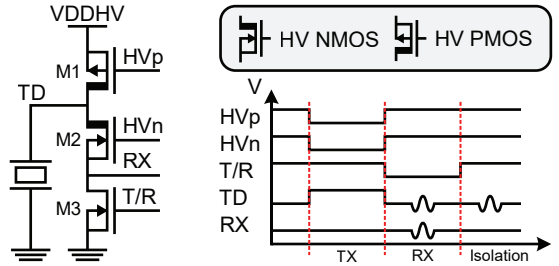 VDDHV
M1
HVp
TD
M2
HVn
RX
M3
T/R
HV NMOS
HV PMOS
V
HVp
HVn
T/R
TD
RX
TX
RX
Isolation